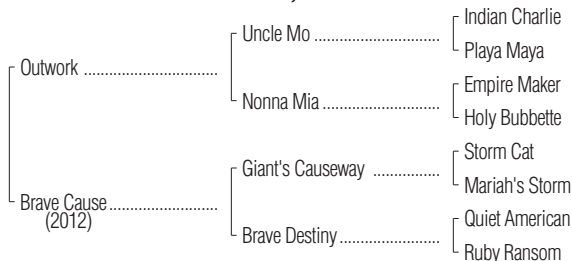 Indian Charlie
Uncle Mo ................................
Playa Maya
Outwork .................................
Empire Maker
Nonna Mia ..............................
Holy Bubbette
Storm Cat
Giant's Causeway .................
Mariah's Storm
Brave Cause ...........................
(2012)
Quiet American
Brave Destiny .........................
Ruby Ransom